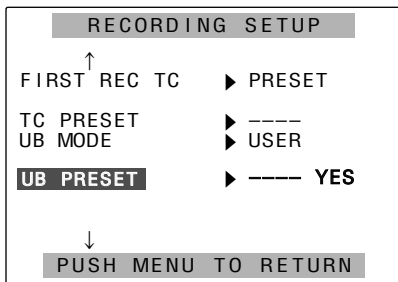 RECORDING SETUP
↑
FIRST REC TC ▶ PRESET
TC PRESET ▶ ----
UB MODE ▶ USER
UB PRESET ▶ ---- YES
↓
PUSH MENU TO RETURN